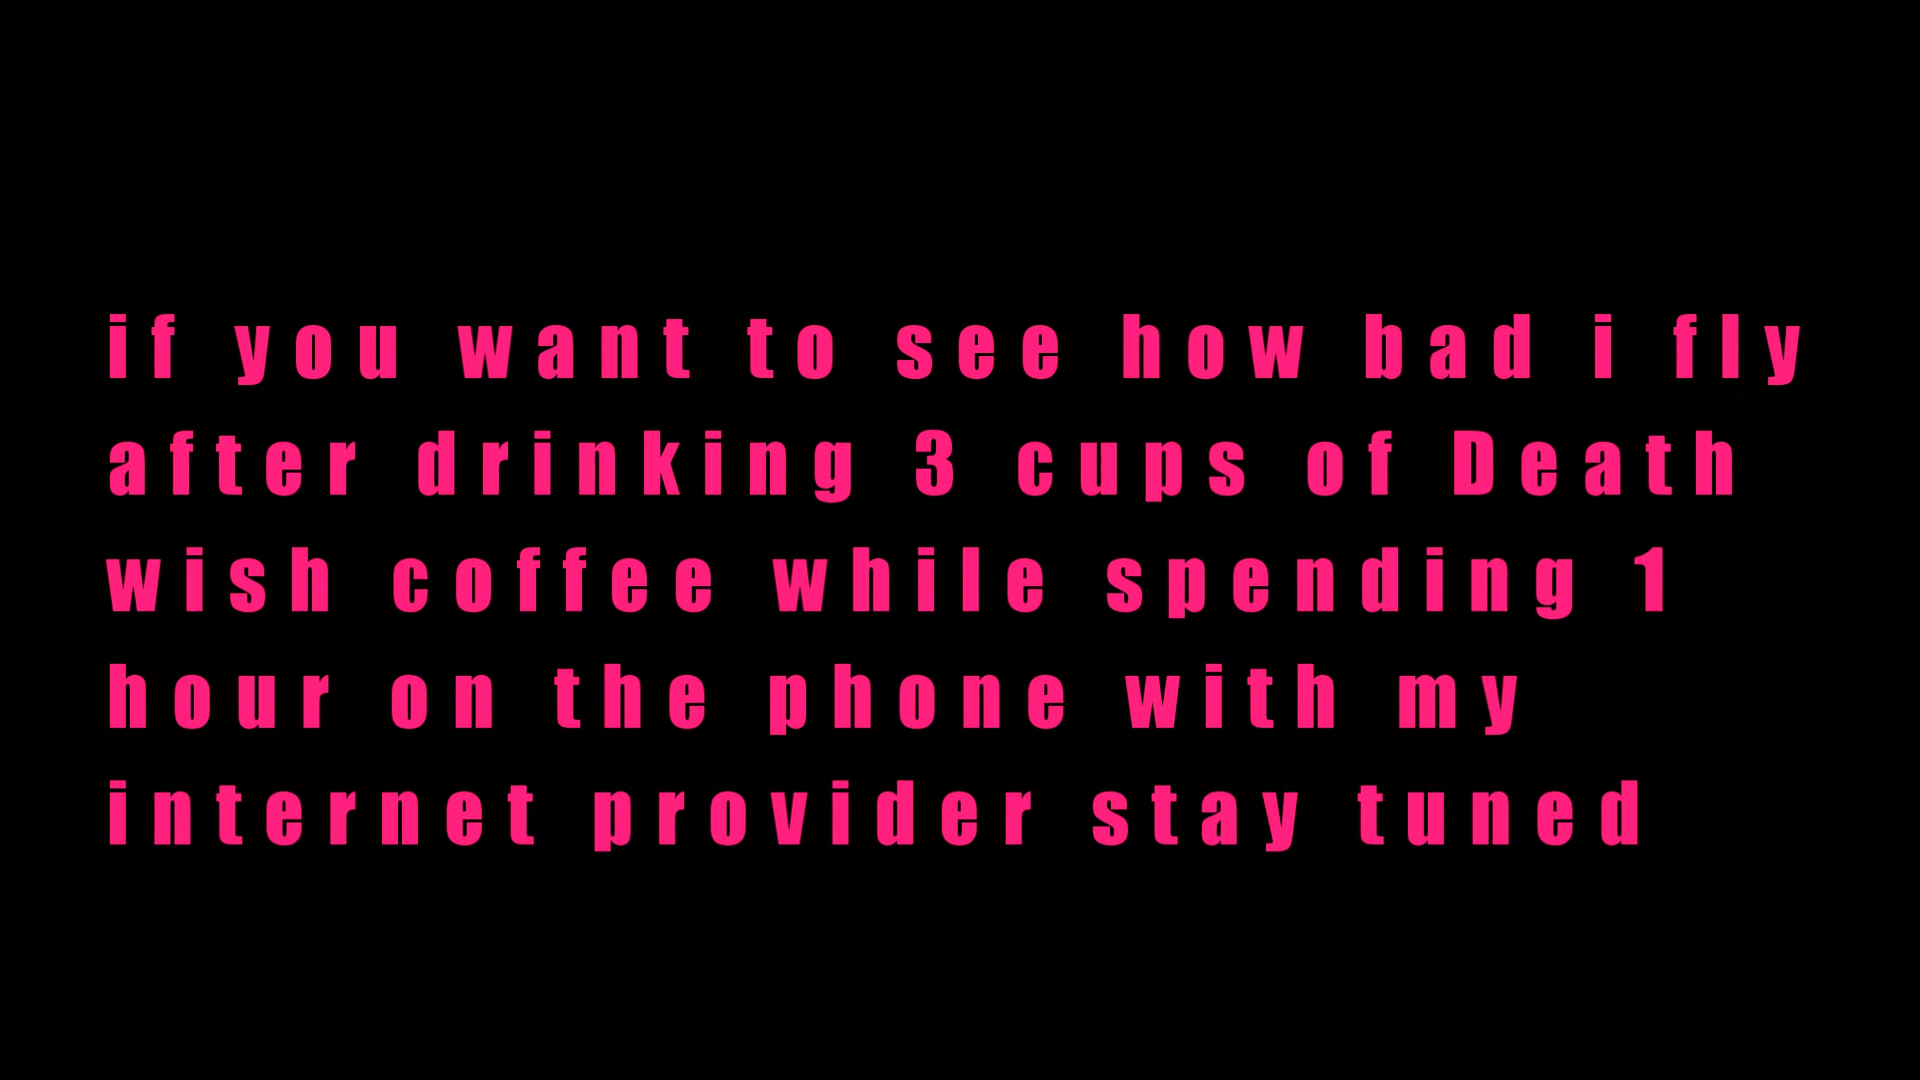 if you want to see how bad i fly
after drinking 3 cups of Death
wish coffee while spending 1
hour on the phone with my
internet provider stay tuned